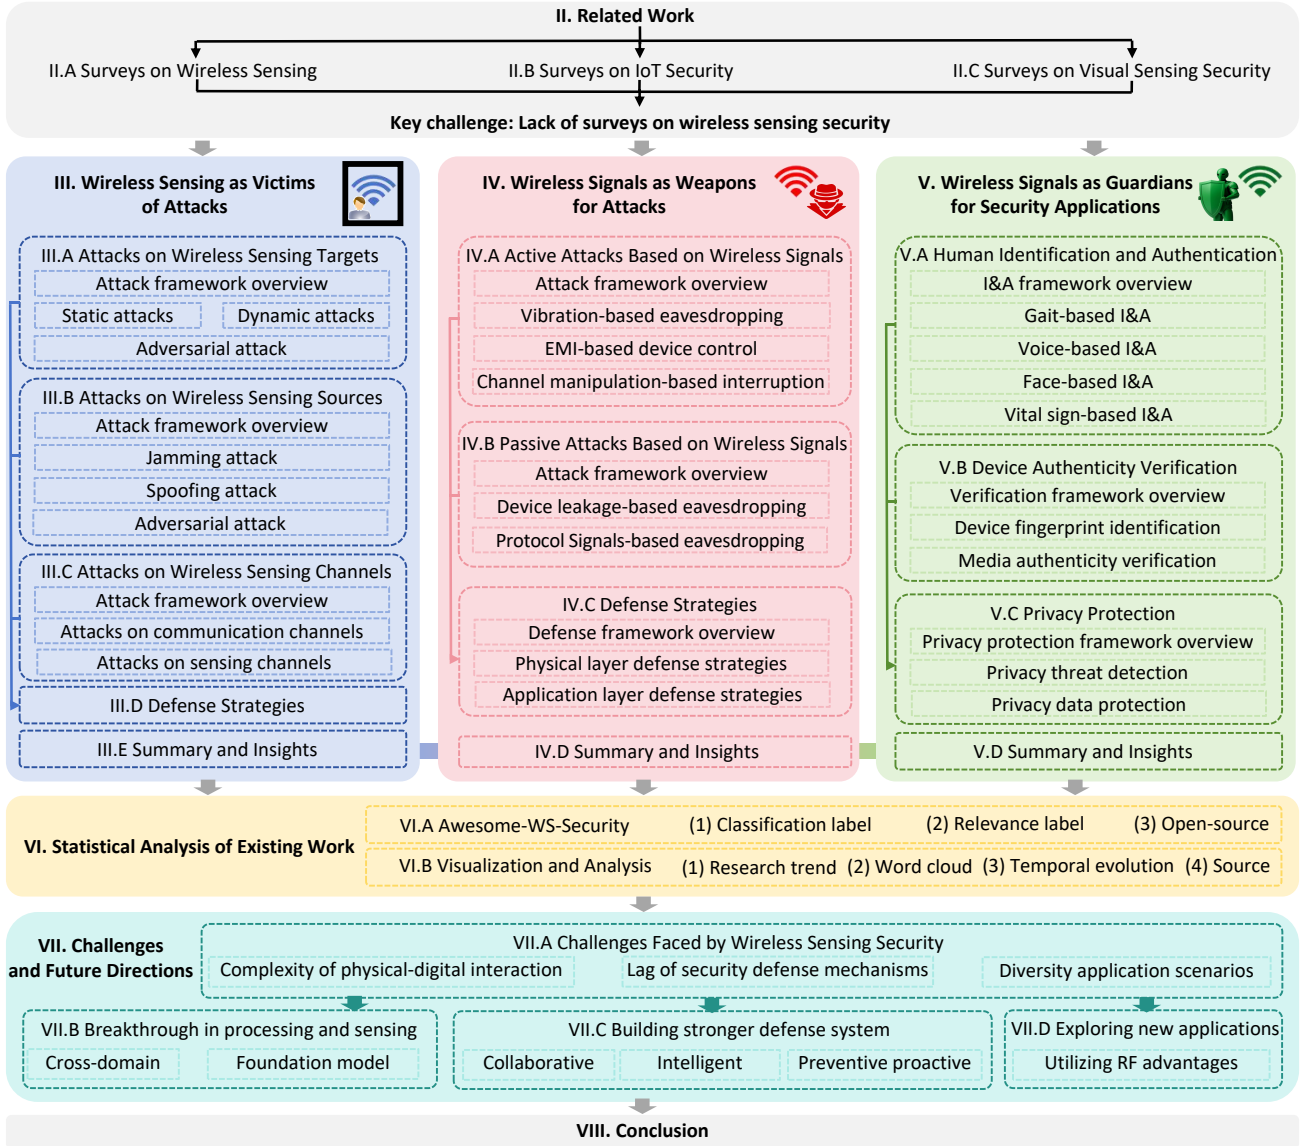 II. Related Work
II.A Surveys on Wireless Sensing
II.B Surveys on IoT Security
II.C Surveys on Visual Sensing Security
Key challenge: Lack of surveys on wireless sensing security
III. Wireless Sensing as Victims
of Attacks
III.A Attacks on Wireless Sensing Targets
Attack framework overview
Static attacks
Dynamic attacks
Adversarial attack
III.B Attacks on Wireless Sensing Sources
Attack framework overview
Jamming attack
Spoofing attack
Adversarial attack
III.C Attacks on Wireless Sensing Channels
Attack framework overview
Attacks on communication channels
Attacks on sensing channels
III.D Defense Strategies
III.E Summary and Insights
IV. Wireless Signals as Weapons
for Attacks
IV.A Active Attacks Based on Wireless Signals
Attack framework overview
Vibration-based eavesdropping
EMI-based device control
Channel manipulation-based interruption
IV.B Passive Attacks Based on Wireless Signals
Attack framework overview
Device leakage-based eavesdropping
Protocol Signals-based eavesdropping
IV.C Defense Strategies
Defense framework overview
Physical layer defense strategies
Application layer defense strategies
IV.D Summary and Insights
V. Wireless Signals as Guardians
for Security Applications
V.A Human Identification and Authentication
I&A framework overview
Gait-based I&A
Voice-based I&A
Face-based I&A
Vital sign-based I&A
V.B Device Authenticity Verification
Verification framework overview
Device fingerprint identification
Media authenticity verification
V.C Privacy Protection
Privacy protection framework overview
Privacy threat detection
Privacy data protection
V.D Summary and Insights
VI. Statistical Analysis of Existing Work
VI.A Awesome-WS-Security
(1) Classification label
(2) Relevance label
(3) Open-source
VI.B Visualization and Analysis
(1) Research trend
(2) Word cloud
(3) Temporal evolution
(4) Source
VII. Challenges
and Future Directions
VII.A Challenges Faced by Wireless Sensing Security
Complexity of physical-digital interaction
Lag of security defense mechanisms
Diversity application scenarios
VII.B Breakthrough in processing and sensing
Cross-domain
Foundation model
VII.C Building stronger defense system
Collaborative
Intelligent
Preventive proactive
VII.D Exploring new applications
Utilizing RF advantages
VIII. Conclusion